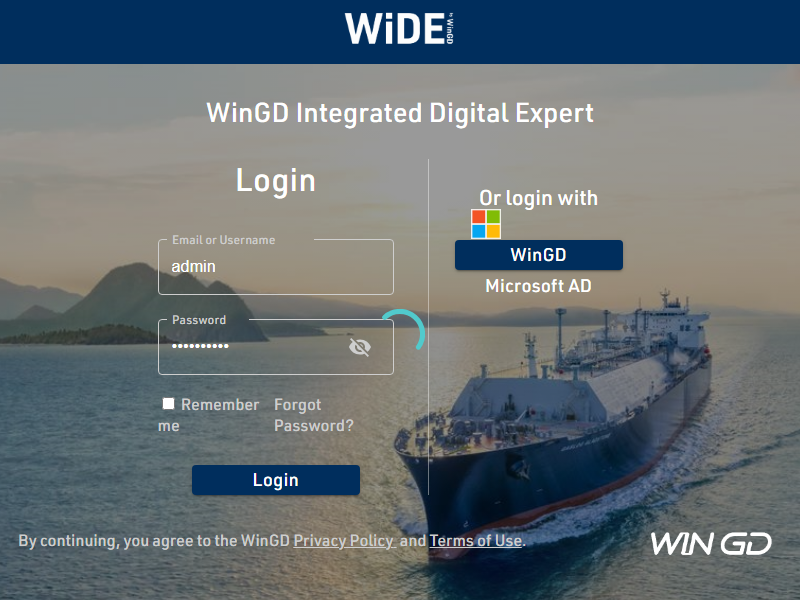 WiDE by WinGD
WinGD Integrated Digital Expert
Login
Email or Username
admin
Password
••••••••••
Remember me
Forgot Password?
Login
Or login with
WinGD
Microsoft AD
By continuing, you agree to the WinGD Privacy Policy and Terms of Use.
WIN GD